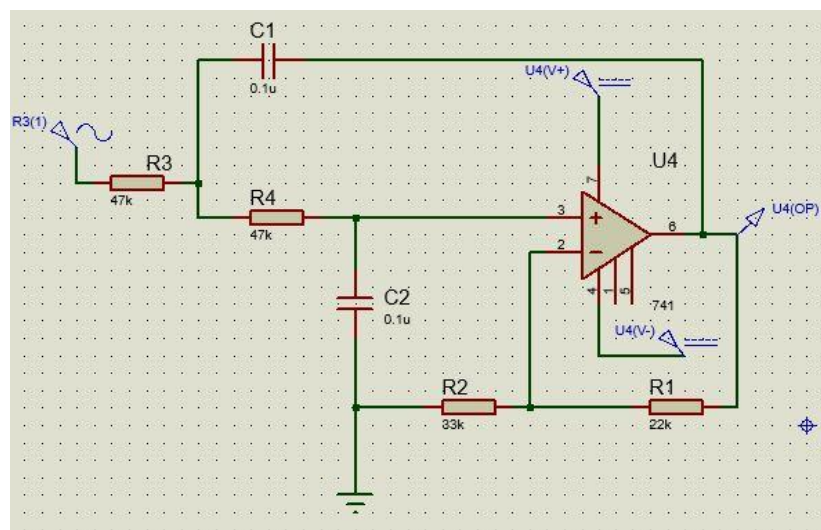 C1
0.1u
U4(V+)
R3(1)
R3
47k
U4
7
R4
47k
3
2
6
U4(OP)
4
1
5
741
C2
0.1u
U4(V-)
R2
33k
R1
22k